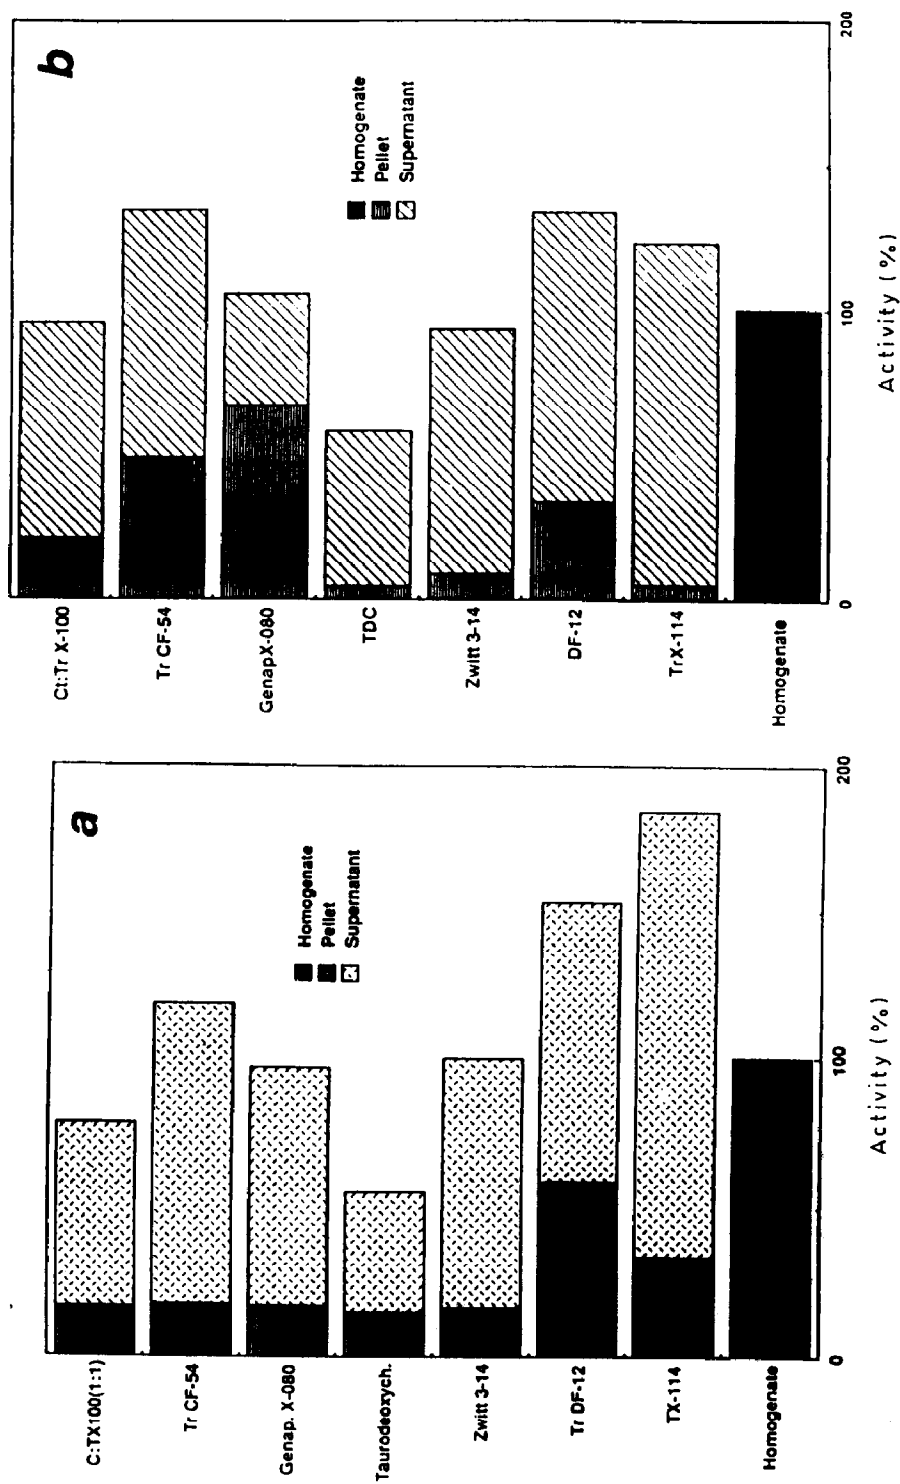 a
Homogenate
Pellet
Supernatant
C:TX100(1:1)
Tr CF-54
Genap. X-080
Taurodeoxych.
Zwitt 3-14
Tr DF-12
TX-114
Homogenate
0
100
200
Activity (%)
b
Homogenate
Pellet
Supernatant
Ct:Tr X-100
Tr CF-54
GenapX-080
TDC
Zwitt 3-14
DF-12
TrX-114
Homogenate
0
100
200
Activity (%)